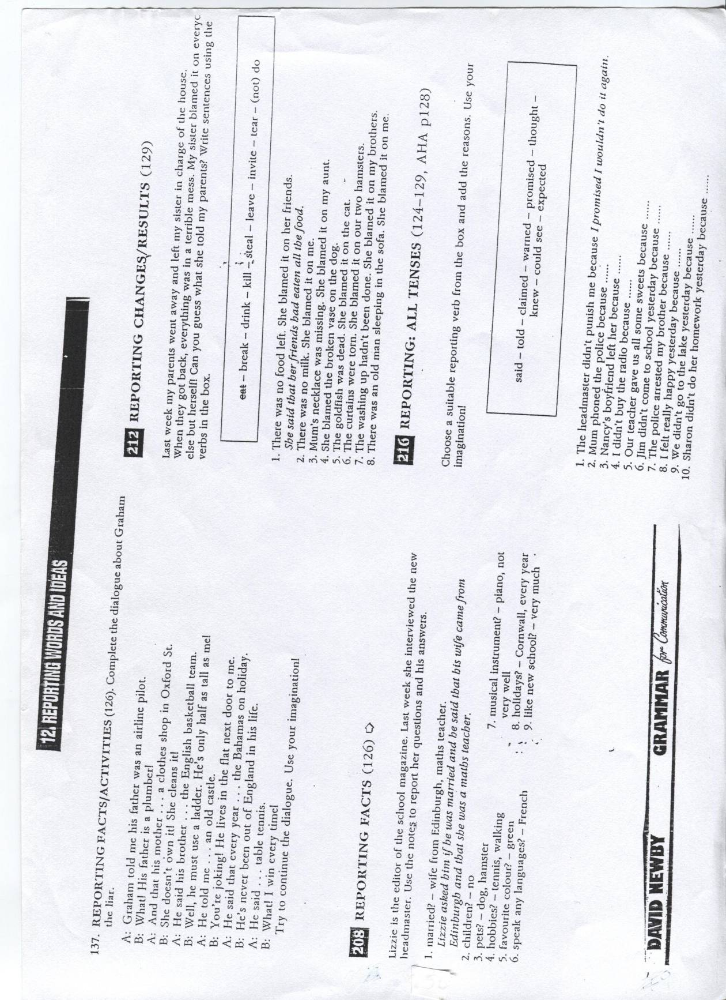 12. REPORTING WORDS AND IDEAS
137. REPORTING FACTS/ACTIVITIES (126). Complete the dialogue about Graham
the liar.
A: Graham told me his father was an airline pilot.
B: What! His father is a plumber!
A: And that his mother . . . a clothes shop in Oxford St.
B: She doesn't own it! She cleans it!
A: He said his brother . . . the English basketball team.
B: Well, he must use a ladder. He's only half as tall as me!
A: He told me . . . an old castle.
B: You're joking! He lives in the flat next door to me.
A: He said that every year . . . the Bahamas on holiday.
B: He's never been out of England in his life.
A: He said . . . table tennis.
B: What! I win every time!
Try to continue the dialogue. Use your imagination!
208 REPORTING FACTS (126)
Lizzie is the editor of the school magazine. Last week she interviewed the new
headmaster. Use the notes to report her questions and his answers.
1. married? – wife from Edinburgh, maths teacher.
Lizzie asked him if he was married and he said that his wife came from
Edinburgh and that she was a maths teacher.
2. children? – no
3. pets? – dog, hamster
4. hobbies? – tennis, walking
5. favourite colour? – green
6. speak any languages? – French
7. musical instrument? – piano, not
very well
8. holidays? – Cornwall, every year
9. like new school? – very much
DAVID NEWBY GRAMMAR for Communication
212 REPORTING CHANGES/RESULTS (129)
Last week my parents went away and left my sister in charge of the house.
When they got back, everything was in a terrible mess. My sister blamed it on everyo
else but herself! Can you guess what she told my parents? Write sentences using the
verbs in the box.
eat – break – drink – kill – steal – leave – invite – tear – (not) do
1. There was no food left. She blamed it on her friends.
She said that her friends had eaten all the food.
2. There was no milk. She blamed it on me.
3. Mum's necklace was missing. She blamed it on my aunt.
4. She blamed the broken vase on the dog.
5. The goldfish was dead. She blamed it on the cat.
6. The curtains were torn. She blamed it on our two hamsters.
7. The washing up hadn't been done. She blamed it on my brothers.
8. There was an old man sleeping in the sofa. She blamed it on me.
216 REPORTING: ALL TENSES (124–129, AHA p128)
Choose a suitable reporting verb from the box and add the reasons. Use your
imagination!
said – told – claimed – warned – promised – thought –
knew – could see – expected
1. The headmaster didn't punish me because I promised I wouldn't do it again.
2. Mum phoned the police because ......
3. Nancy's boyfriend left her because ......
4. I didn't buy the radio because ......
5. Our teacher gave us all some sweets because ......
6. Jim didn't come to school yesterday because ......
7. The police arrested my brother because ......
8. I felt really happy yesterday because ......
9. We didn't go to the lake yesterday because ......
10. Sharon didn't do her homework yesterday because ......